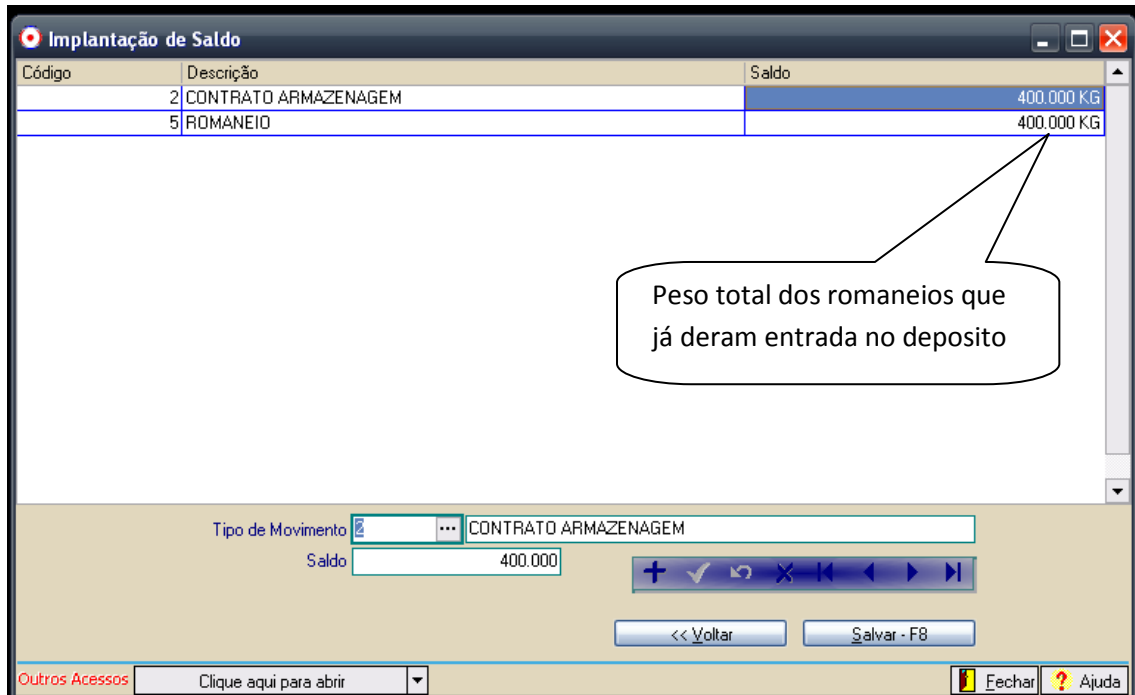 Implantação de Saldo
Código Descrição Saldo
2 CONTRATO ARMAZENAGEM 400.000 KG
5 ROMANEIO 400.000 KG
Peso total dos romaneios que
já deram entrada no deposito
Tipo de Movimento 2 ... CONTRATO ARMAZENAGEM
Saldo 400.000
<< Voltar Salvar - F8
Outros Acessos Clique aqui para abrir Fechar ? Ajuda